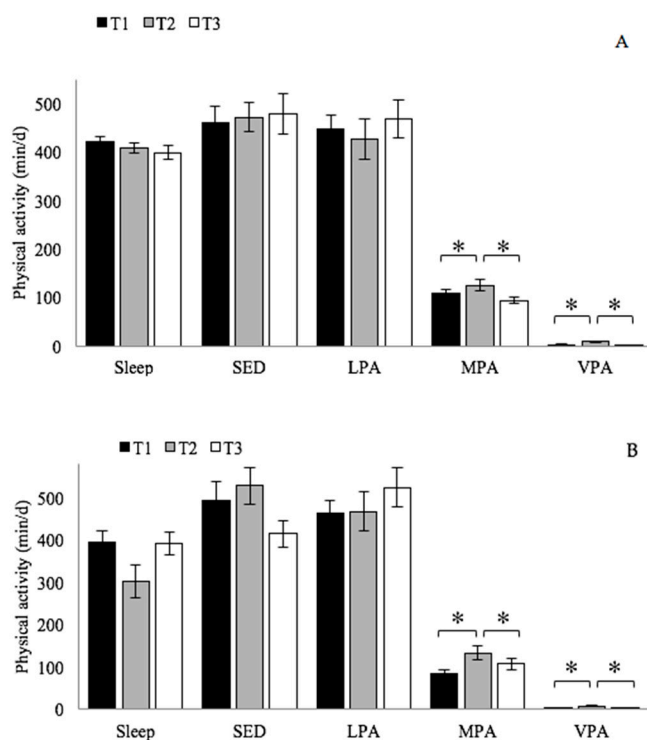 T1 T2 T3
A
Physical activity (min/d)
500
400
300
200
100
0
* * * *
Sleep SED LPA MPA VPA
T1 T2 T3
B
Physical activity (min/d)
500
400
300
200
100
0
* * * *
Sleep SED LPA MPA VPA